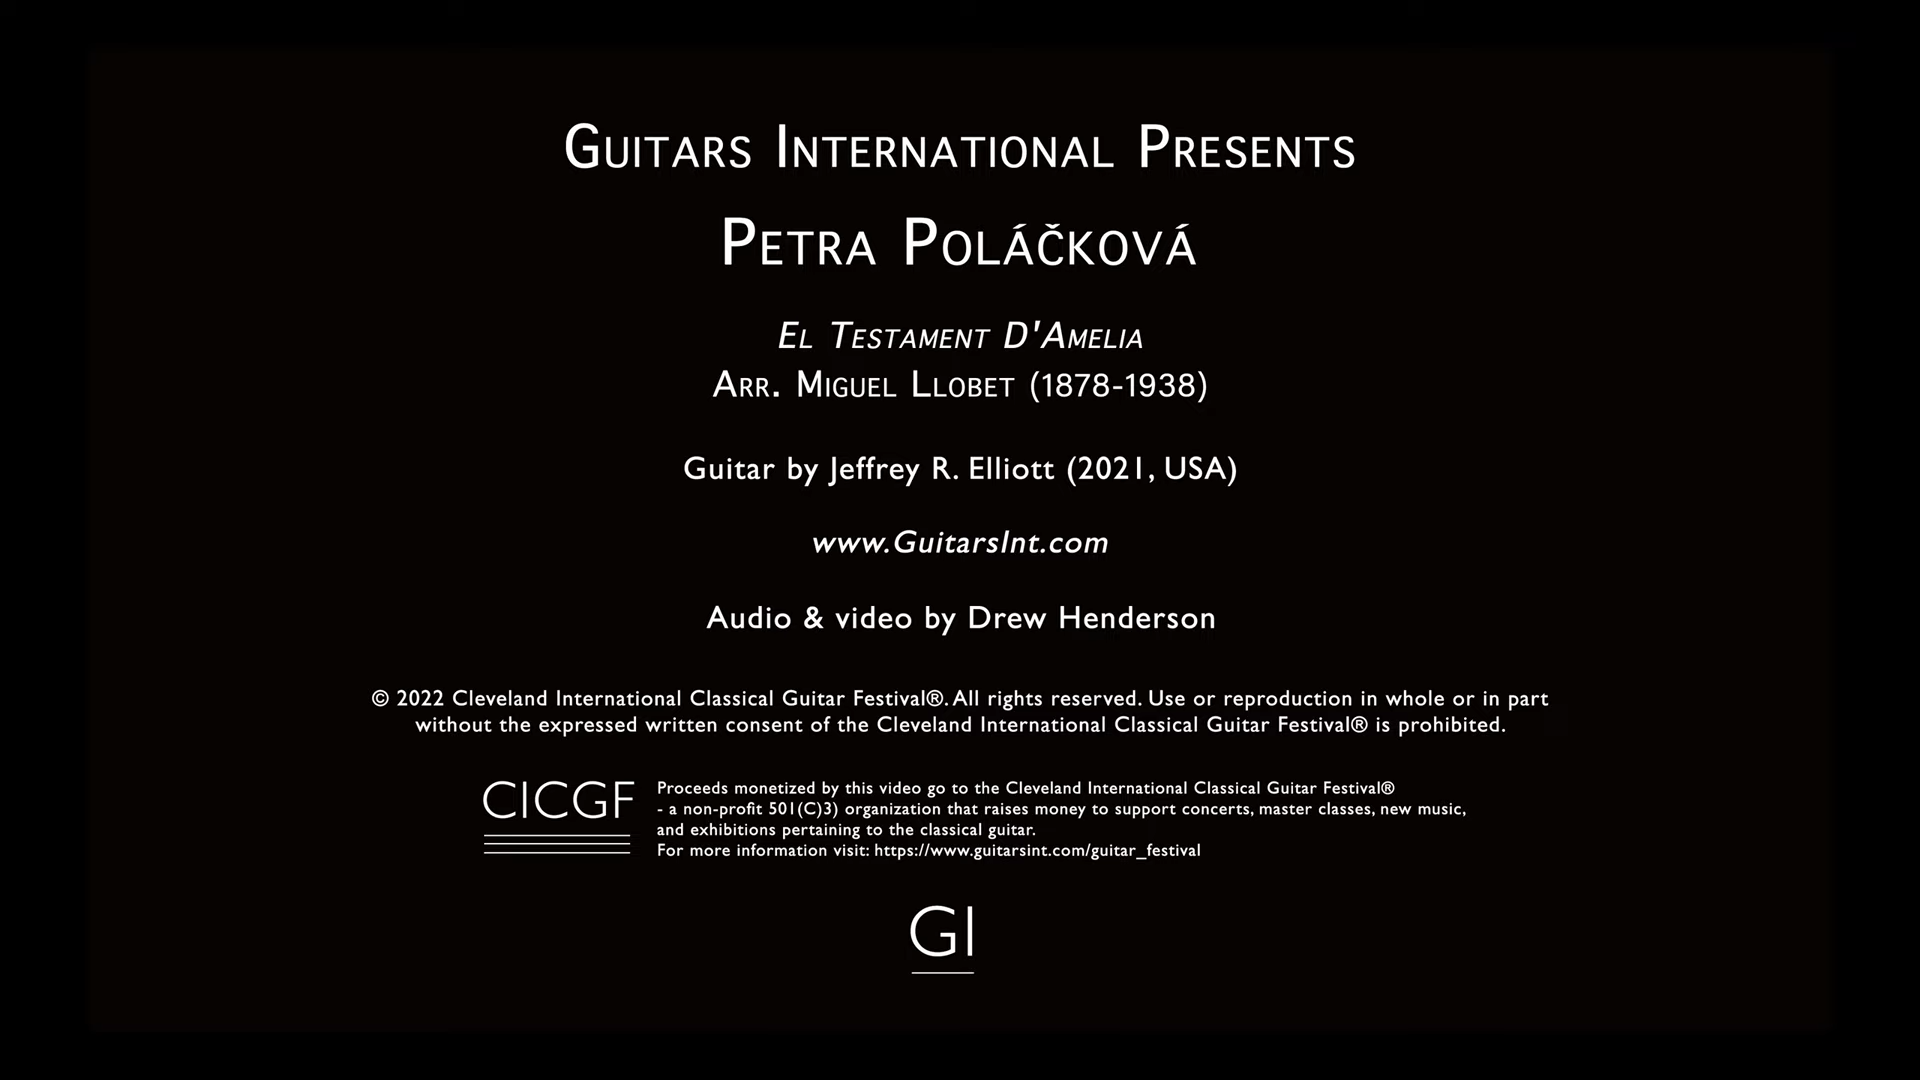 Guitars International Presents
Petra Poláčková
El Testament D'Amelia
Arr. Miguel Llobet (1878-1938)
Guitar by Jeffrey R. Elliott (2021, USA)
www.GuitarsInt.com
Audio & video by Drew Henderson
© 2022 Cleveland International Classical Guitar Festival®. All rights reserved. Use or reproduction in whole or in part
without the expressed written consent of the Cleveland International Classical Guitar Festival® is prohibited.
CICGF
Proceeds monetized by this video go to the Cleveland International Classical Guitar Festival®
- a non-profit 501(C)3) organization that raises money to support concerts, master classes, new music,
and exhibitions pertaining to the classical guitar.
For more information visit: https://www.guitarsint.com/guitar_festival
GI